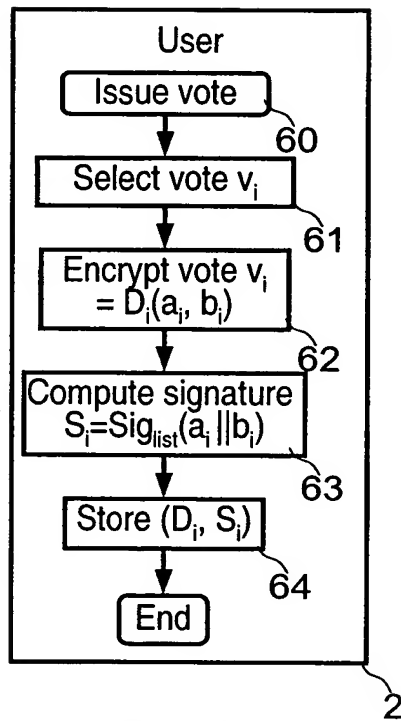 User
Issue vote
60
Select vote vᵢ
61
Encrypt vote vᵢ
= Dᵢ(aᵢ, bᵢ)
62
Compute signature
Sᵢ=Sigₗᵢₛₜ(aᵢ||bᵢ)
63
Store (Dᵢ, Sᵢ)
64
End
2